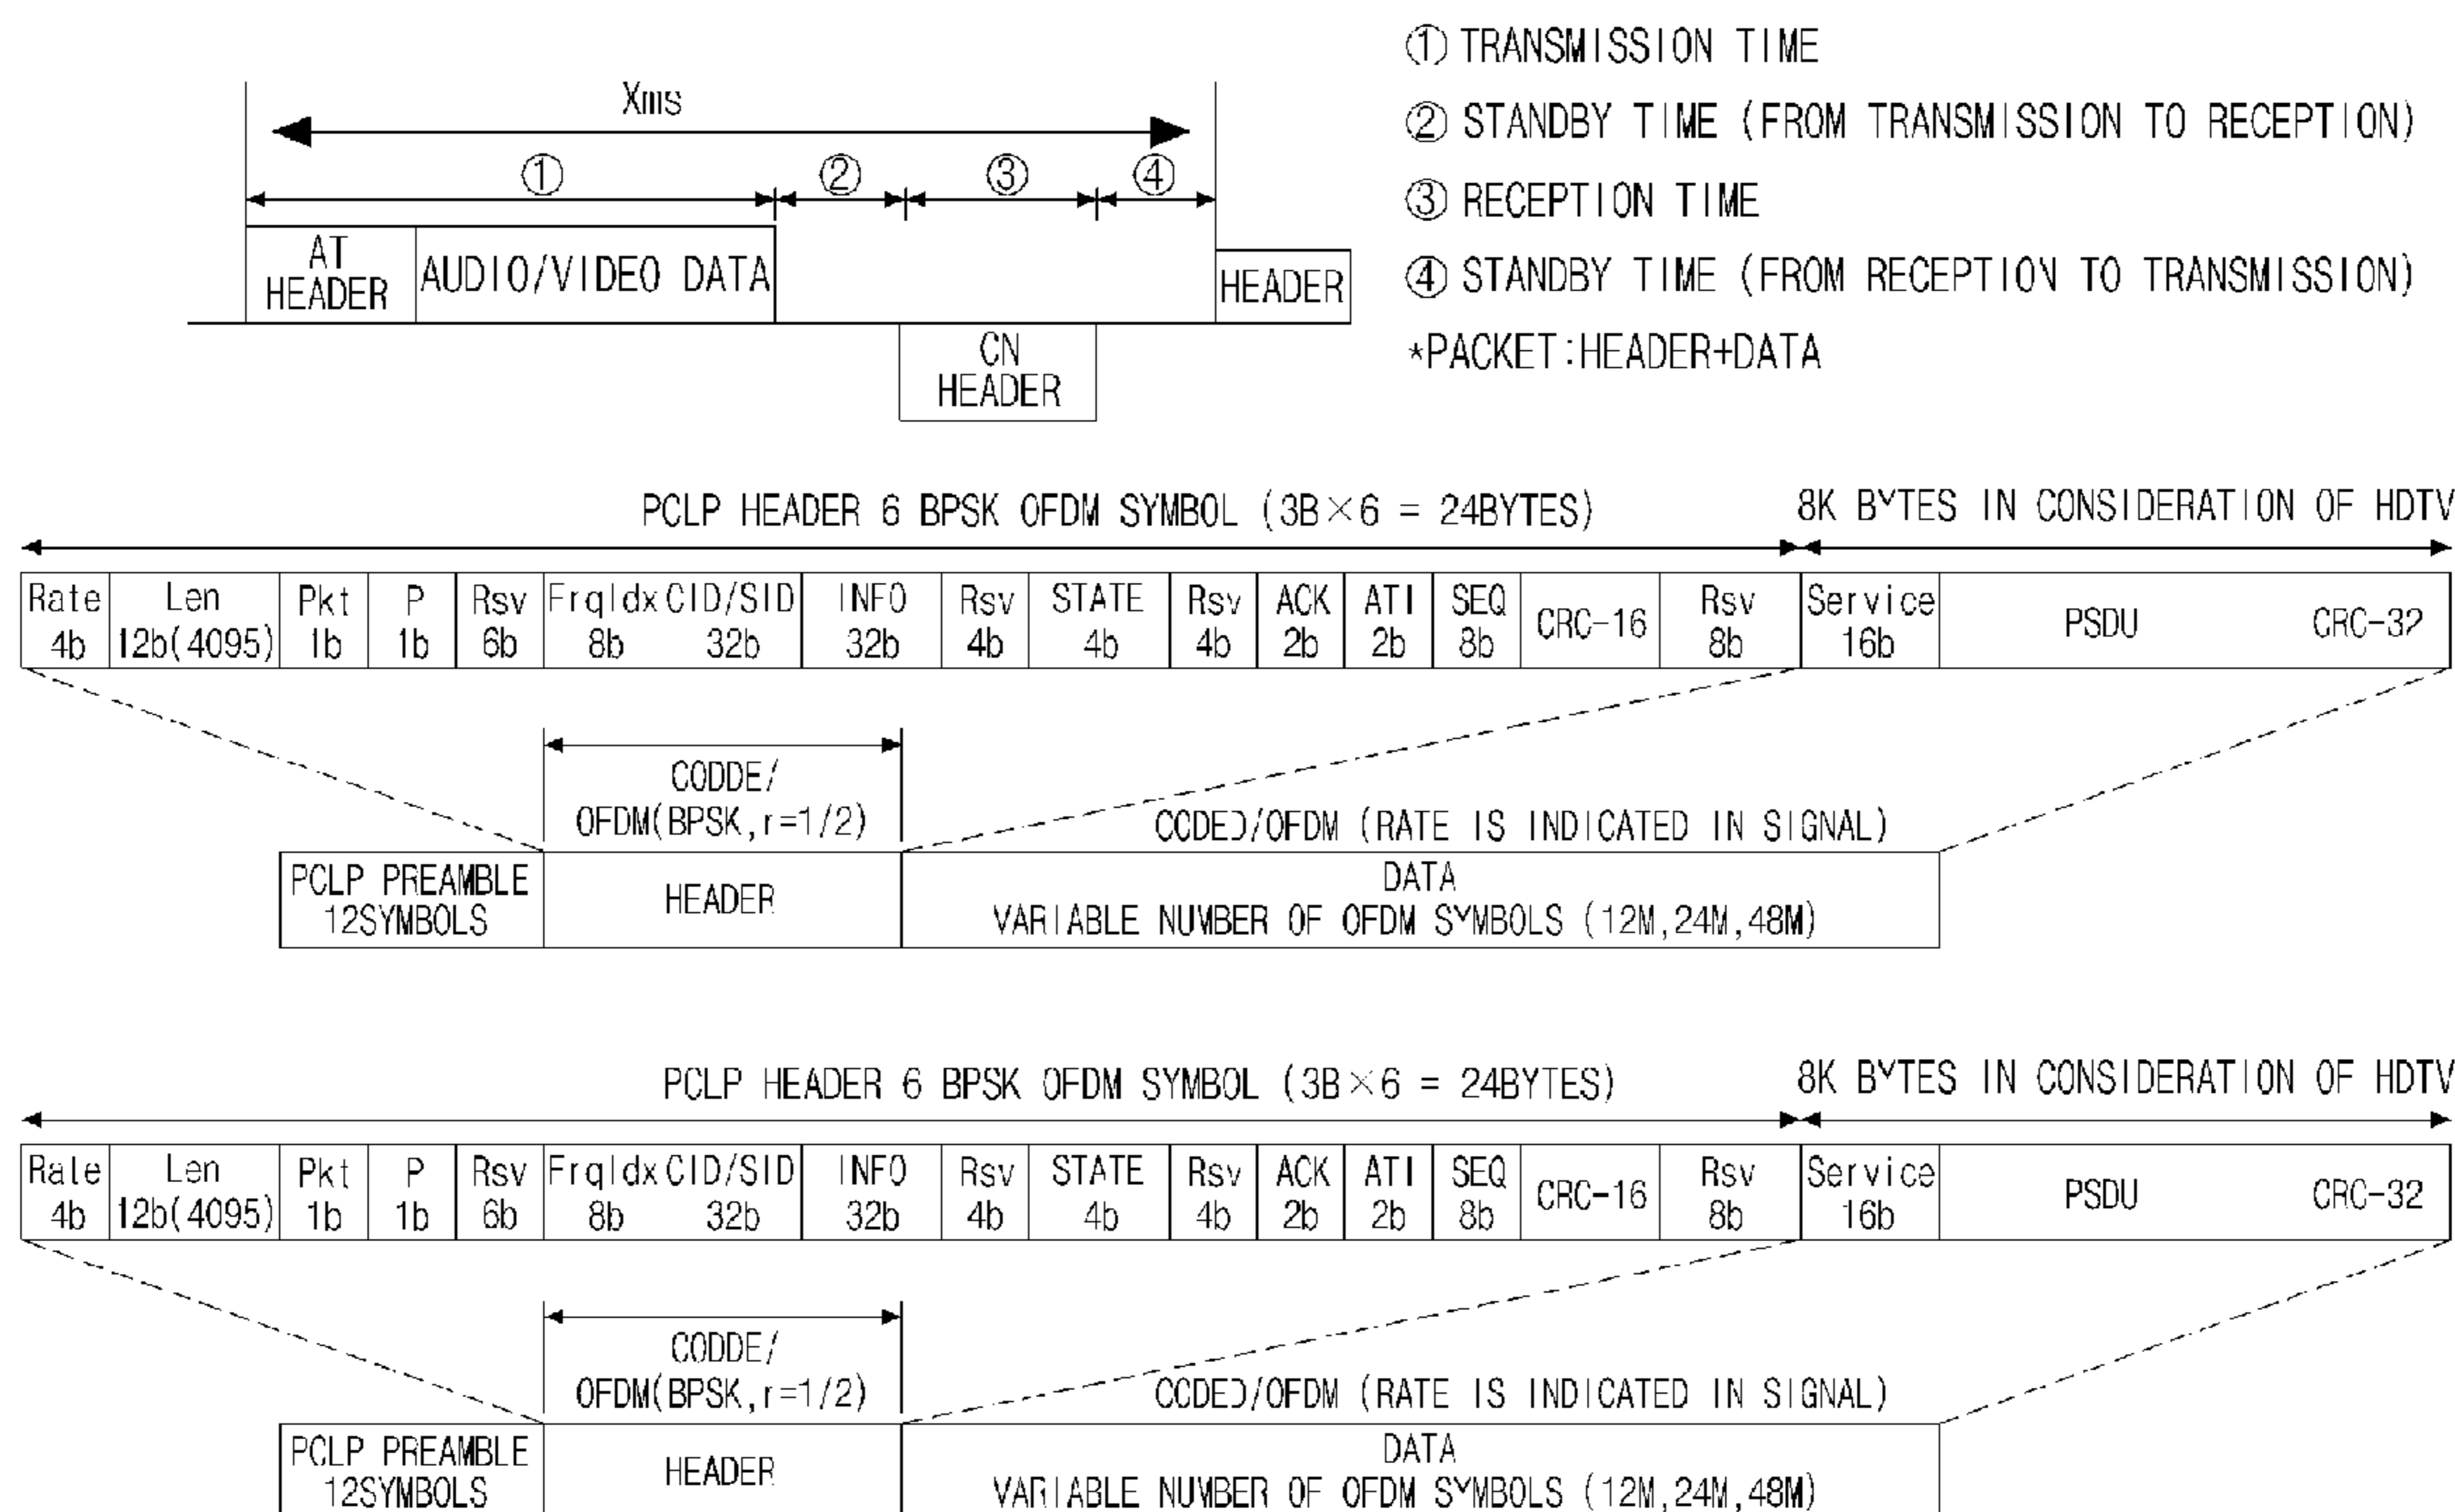 Xms
① ② ③ ④
AT
HEADER
AUDIO/VIDEO DATA
HEADER
CN
HEADER
① TRANSMISSION TIME
② STANDBY TIME (FROM TRANSMISSION TO RECEPTION)
③ RECEPTION TIME
④ STANDBY TIME (FROM RECEPTION TO TRANSMISSION)
*PACKET:HEADER+DATA
PCLP HEADER 6 BPSK OFDM SYMBOL (3B×6 = 24BYTES) 8K BYTES IN CONSIDERATION OF HDTV
Rate Len Pkt P Rsv FrqIdx CID/SID INFO Rsv STATE Rsv ACK ATI SEQ CRC-16 Rsv Service PSDU CRC-32
4b 12b(4095) 1b 1b 6b 8b 32b 32b 4b 4b 4b 2b 2b 8b 8b 16b
CODDE/
OFDM(BPSK,r=1/2)
CODED/OFDM (RATE IS INDICATED IN SIGNAL)
PCLP PREAMBLE
12SYMBOLS
HEADER
DATA
VARIABLE NUMBER OF OFDM SYMBOLS (12M,24M,48M)
PCLP HEADER 6 BPSK OFDM SYMBOL (3B×6 = 24BYTES) 8K BYTES IN CONSIDERATION OF HDTV
Rate Len Pkt P Rsv FrqIdx CID/SID INFO Rsv STATE Rsv ACK ATI SEQ CRC-16 Rsv Service PSDU CRC-32
4b 12b(4095) 1b 1b 6b 8b 32b 32b 4b 4b 4b 2b 2b 8b 8b 16b
CODDE/
OFDM(BPSK,r=1/2)
CODED/OFDM (RATE IS INDICATED IN SIGNAL)
PCLP PREAMBLE
12SYMBOLS
HEADER
DATA
VARIABLE NUMBER OF OFDM SYMBOLS (12M,24M,48M)